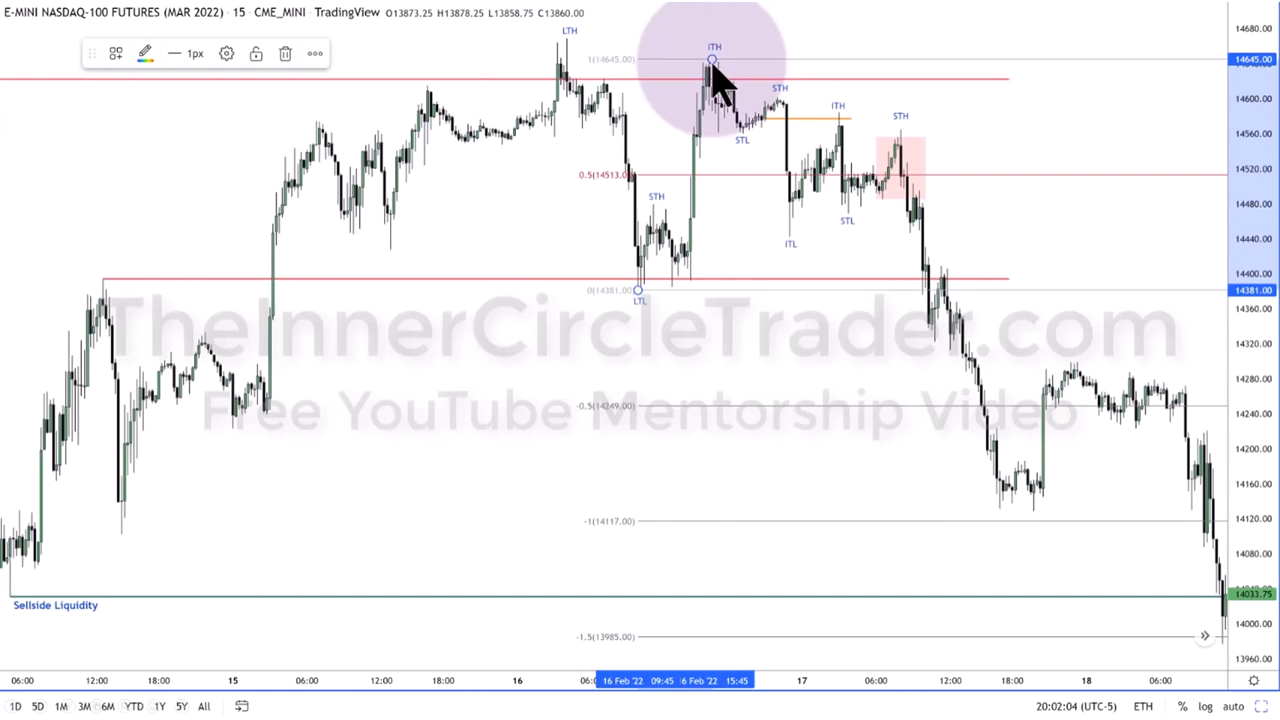 E-MINI NASDAQ-100 FUTURES (MAR 2022) · 15 · CME_MINI · TradingView O13873.25 H13878.25 L13858.75 C13860.00
1px
LTH
ITH
1(14645.00)
STH
ITH
STH
STL
0.5(14513.00)
STH
STL
ITL
0(14381.00)
LTL
TheInnerCircleTrader.com
Free YouTube Mentorship Video
-0.5(14249.00)
-1(14117.00)
Sellside Liquidity
-1.5(13985.00)
14680.00
14645.00
14600.00
14560.00
14520.00
14480.00
14440.00
14400.00
14381.00
14360.00
14320.00
14280.00
14240.00
14200.00
14160.00
14120.00
14080.00
14033.75
14000.00
13960.00
06:00 12:00 18:00 15 06:00 12:00 18:00 16 16 Feb '22 09:45 15:45 17 06:00 12:00 18:00 18 06:00
1D 5D 1M 3M 6M YTD 1Y 5Y All 20:02:04 (UTC-5) ETH % log auto